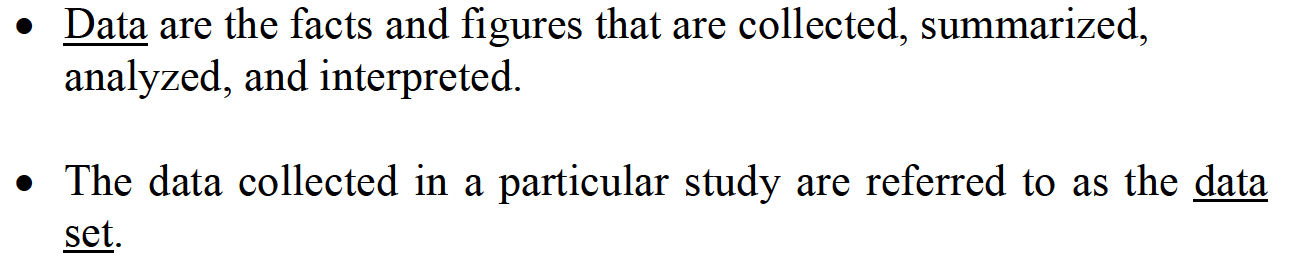 • Data are the facts and figures that are collected, summarized,
analyzed, and interpreted.
• The data collected in a particular study are referred to as the data
set.